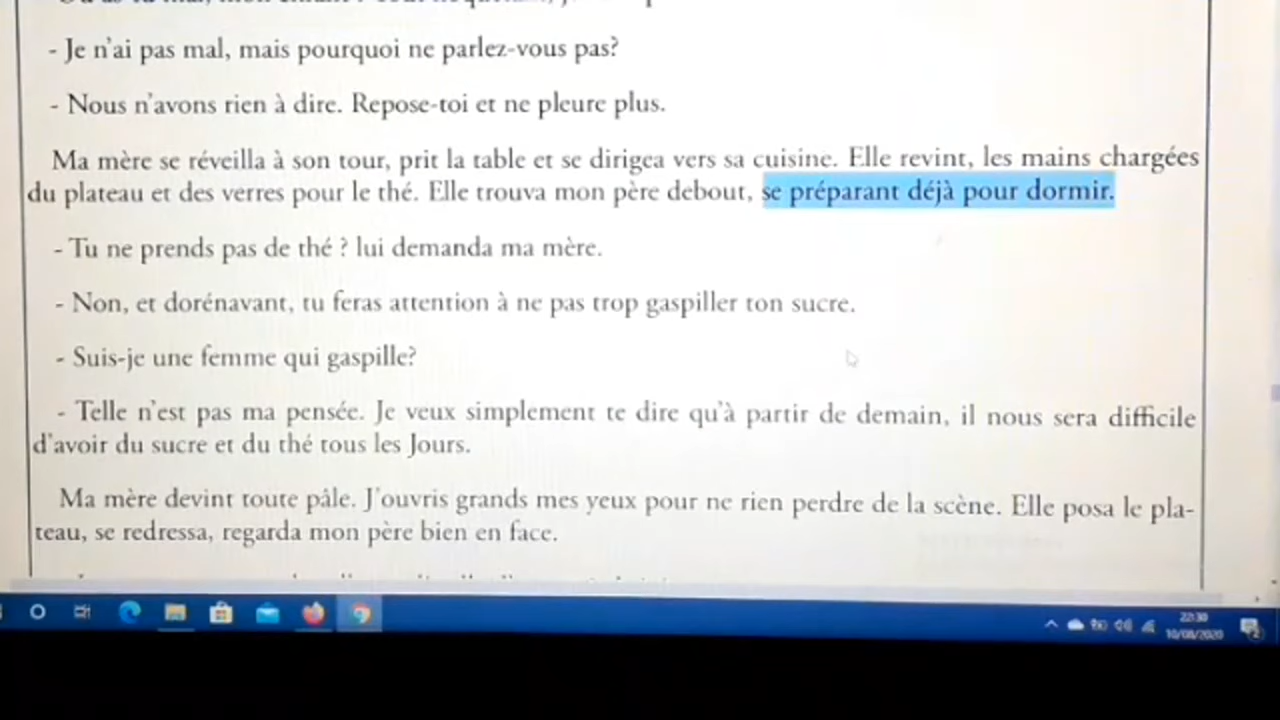 - Je n'ai pas mal, mais pourquoi ne parlez-vous pas?
- Nous n'avons rien à dire. Repose-toi et ne pleure plus.
Ma mère se réveilla à son tour, prit la table et se dirigea vers sa cuisine. Elle revint, les mains chargées
du plateau et des verres pour le thé. Elle trouva mon père debout, se préparant déjà pour dormir.
- Tu ne prends pas de thé ? lui demanda ma mère.
- Non, et dorénavant, tu feras attention à ne pas trop gaspiller ton sucre.
- Suis-je une femme qui gaspille?
- Telle n'est pas ma pensée. Je veux simplement te dire qu'à partir de demain, il nous sera difficile
d'avoir du sucre et du thé tous les Jours.
Ma mère devint toute pâle. J'ouvris grands mes yeux pour ne rien perdre de la scène. Elle posa le pla-
teau, se redressa, regarda mon père bien en face.
22:30
10/08/2020